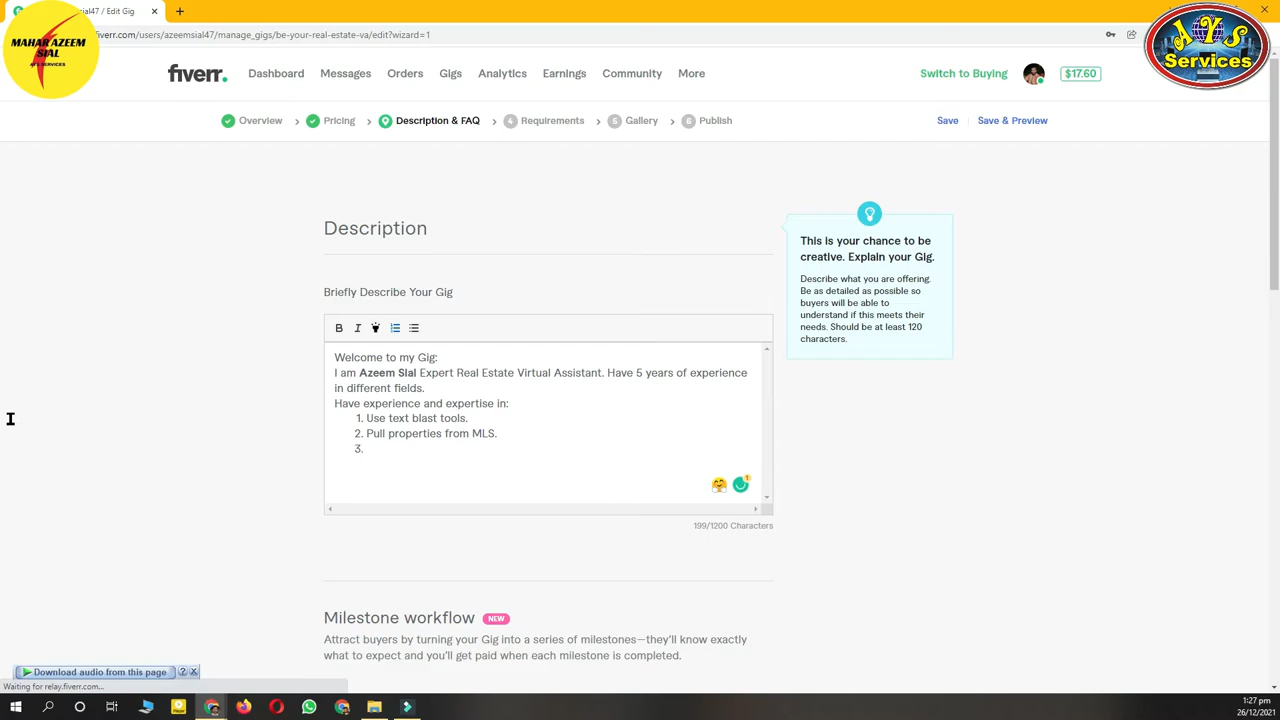 sial47 / Edit Gig
fiverr.com/users/azeemsial47/manage_gigs/be-your-real-estate-va/edit?wizard=1
MAHAR AZEEM
SIAL
AYS SERVICES
AYS
Services
fiverr. Dashboard Messages Orders Gigs Analytics Earnings Community More Switch to Buying $17.60
Overview Pricing Description & FAQ 4 Requirements 5 Gallery 6 Publish Save Save & Preview
Description
This is your chance to be
creative. Explain your Gig.
Describe what you are offering.
Be as detailed as possible so
buyers will be able to
understand if this meets their
needs. Should be at least 120
characters.
Briefly Describe Your Gig
B I
Welcome to my Gig:
I am Azeem Sial Expert Real Estate Virtual Assistant. Have 5 years of experience
in different fields.
Have experience and expertise in:
1. Use text blast tools.
2. Pull properties from MLS.
3.
1
199/1200 Characters
Milestone workflow NEW
Attract buyers by turning your Gig into a series of milestones—they'll know exactly
what to expect and you'll get paid when each milestone is completed.
Download audio from this page ? X
Waiting for relay.fiverr.com...
1:27 pm
26/12/2021